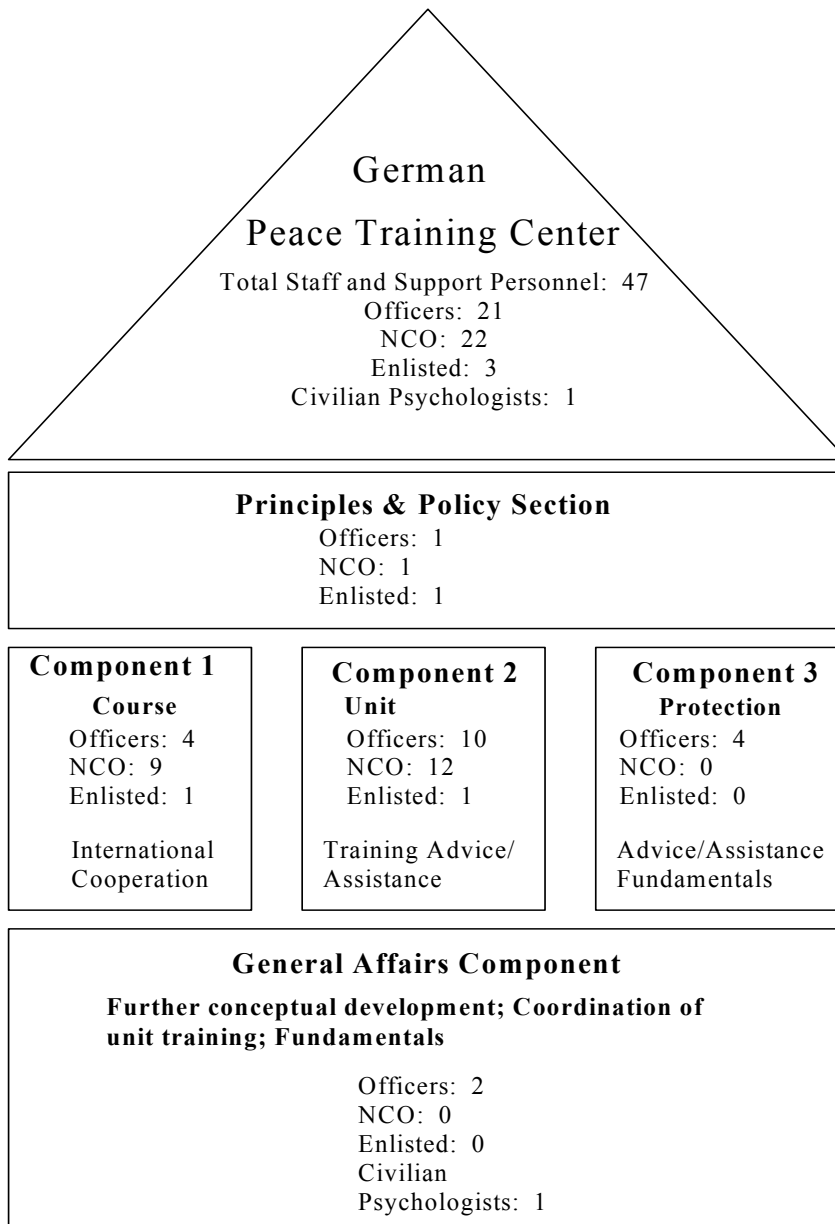 German
Peace Training Center
Total Staff and Support Personnel: 47
Officers: 21
NCO: 22
Enlisted: 3
Civilian Psychologists: 1
Principles & Policy Section
Officers: 1
NCO: 1
Enlisted: 1
Component 1
Course
Officers: 4
NCO: 9
Enlisted: 1
International
Cooperation
Component 2
Unit
Officers: 10
NCO: 12
Enlisted: 1
Training Advice/
Assistance
Component 3
Protection
Officers: 4
NCO: 0
Enlisted: 0
Advice/Assistance
Fundamentals
General Affairs Component
Further conceptual development; Coordination of
unit training; Fundamentals
Officers: 2
NCO: 0
Enlisted: 0
Civilian
Psychologists: 1